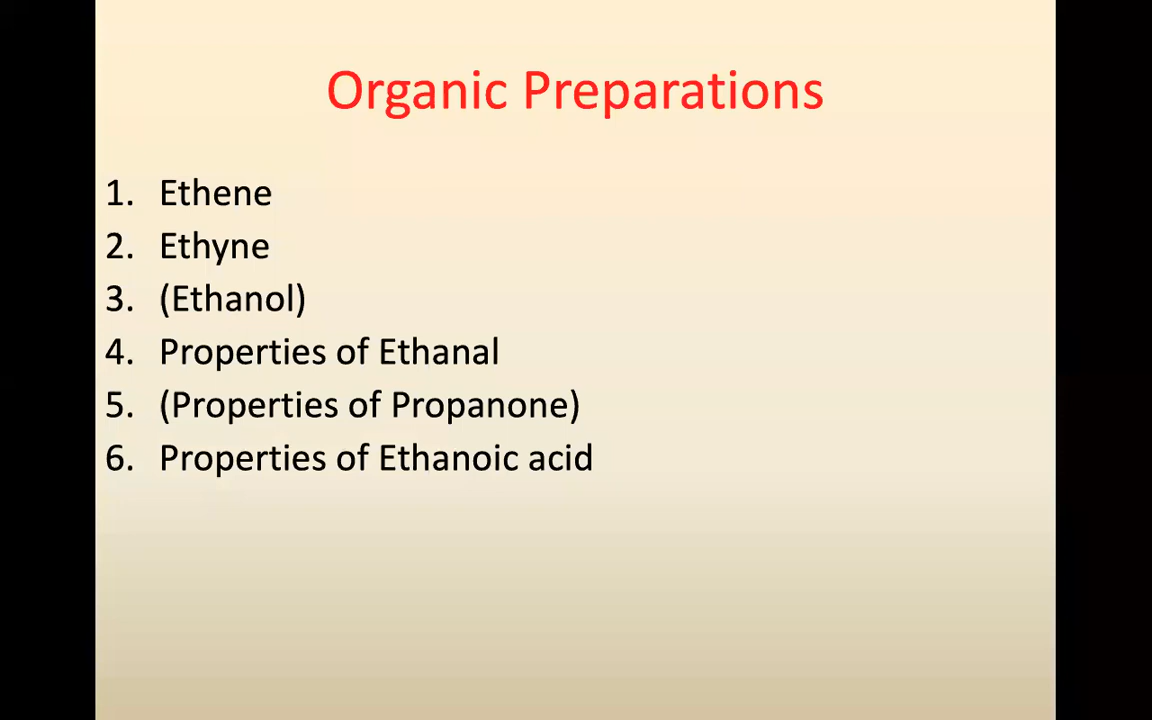 Organic Preparations
1. Ethene
2. Ethyne
3. (Ethanol)
4. Properties of Ethanal
5. (Properties of Propanone)
6. Properties of Ethanoic acid